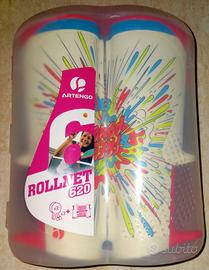 ARTENGO
ROLLNET
620
subito